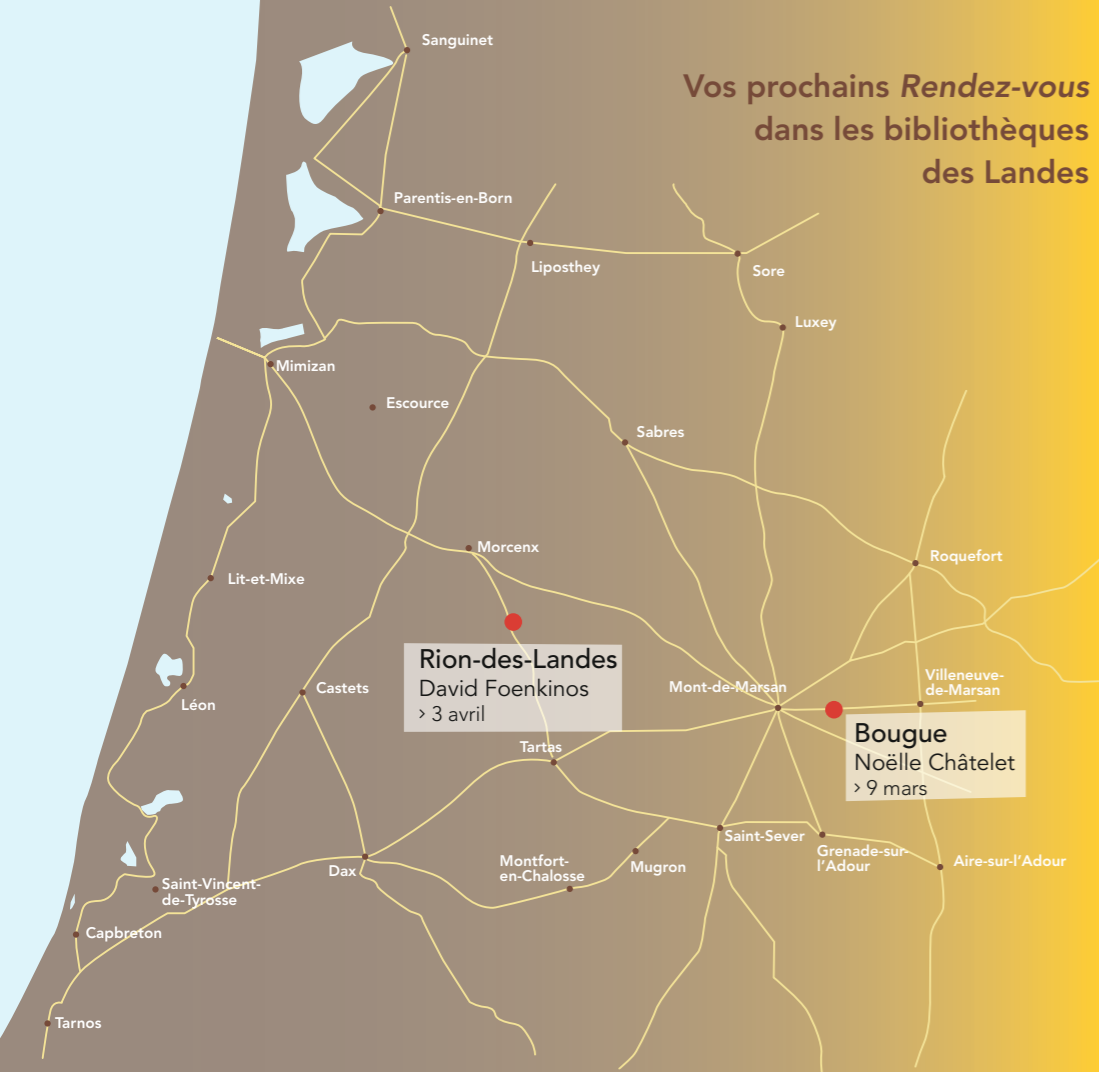 Vos prochains Rendez-vous
dans les bibliothèques
des Landes
Sanguinet
Parentis-en-Born
Liposthey
Sore
Luxey
Mimizan
Escource
Sabres
Morcenx
Roquefort
Lit-et-Mixe
Rion-des-Landes
David Foenkinos
> 3 avril
Castets
Léon
Mont-de-Marsan
Villeneuve-
de-Marsan
Bougue
Noëlle Châtelet
> 9 mars
Tartas
Saint-Sever
Grenade-sur-
l'Adour
Aire-sur-l'Adour
Dax
Montfort-
en-Chalosse
Mugron
Saint-Vincent-
de-Tyrosse
Capbreton
Tarnos